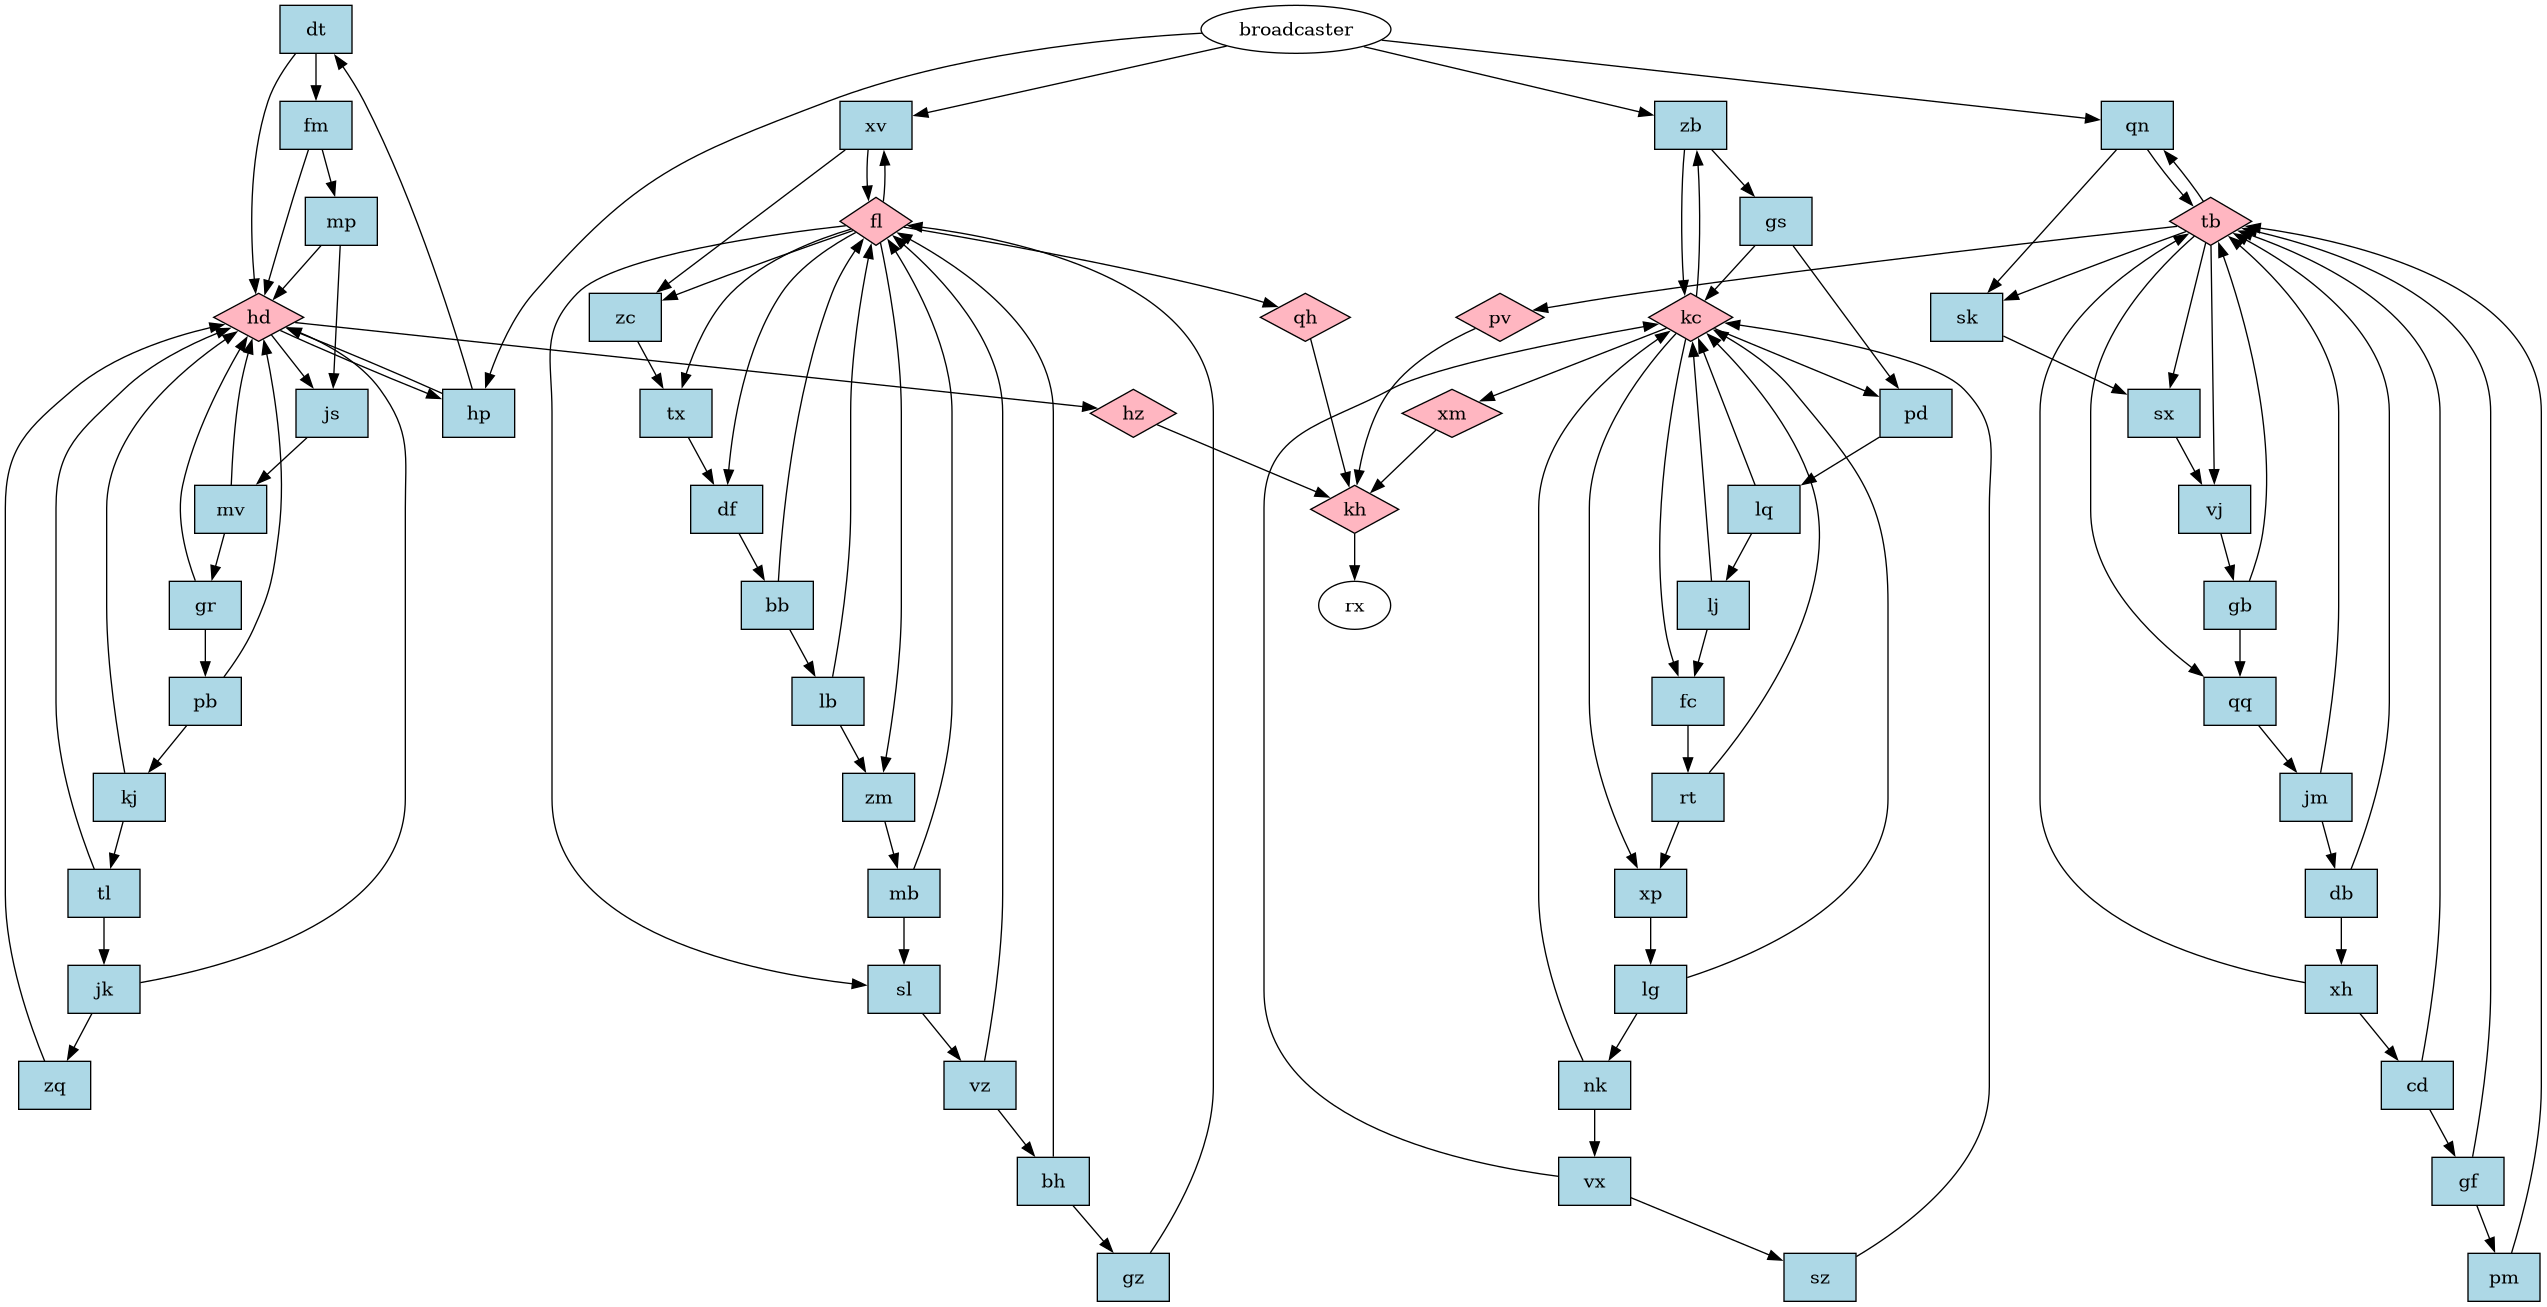 dt
broadcaster
fm
xv
zb
qn
mp
fl
gs
tb
hd
zc
qh
pv
kc
sk
js
hp
tx
hz
xm
pd
sx
mv
df
kh
lq
vj
gr
bb
rx
lj
gb
pb
lb
fc
qq
kj
zm
rt
jm
tl
mb
xp
db
jk
sl
lg
xh
zq
vz
nk
cd
bh
vx
gf
gz
sz
pm